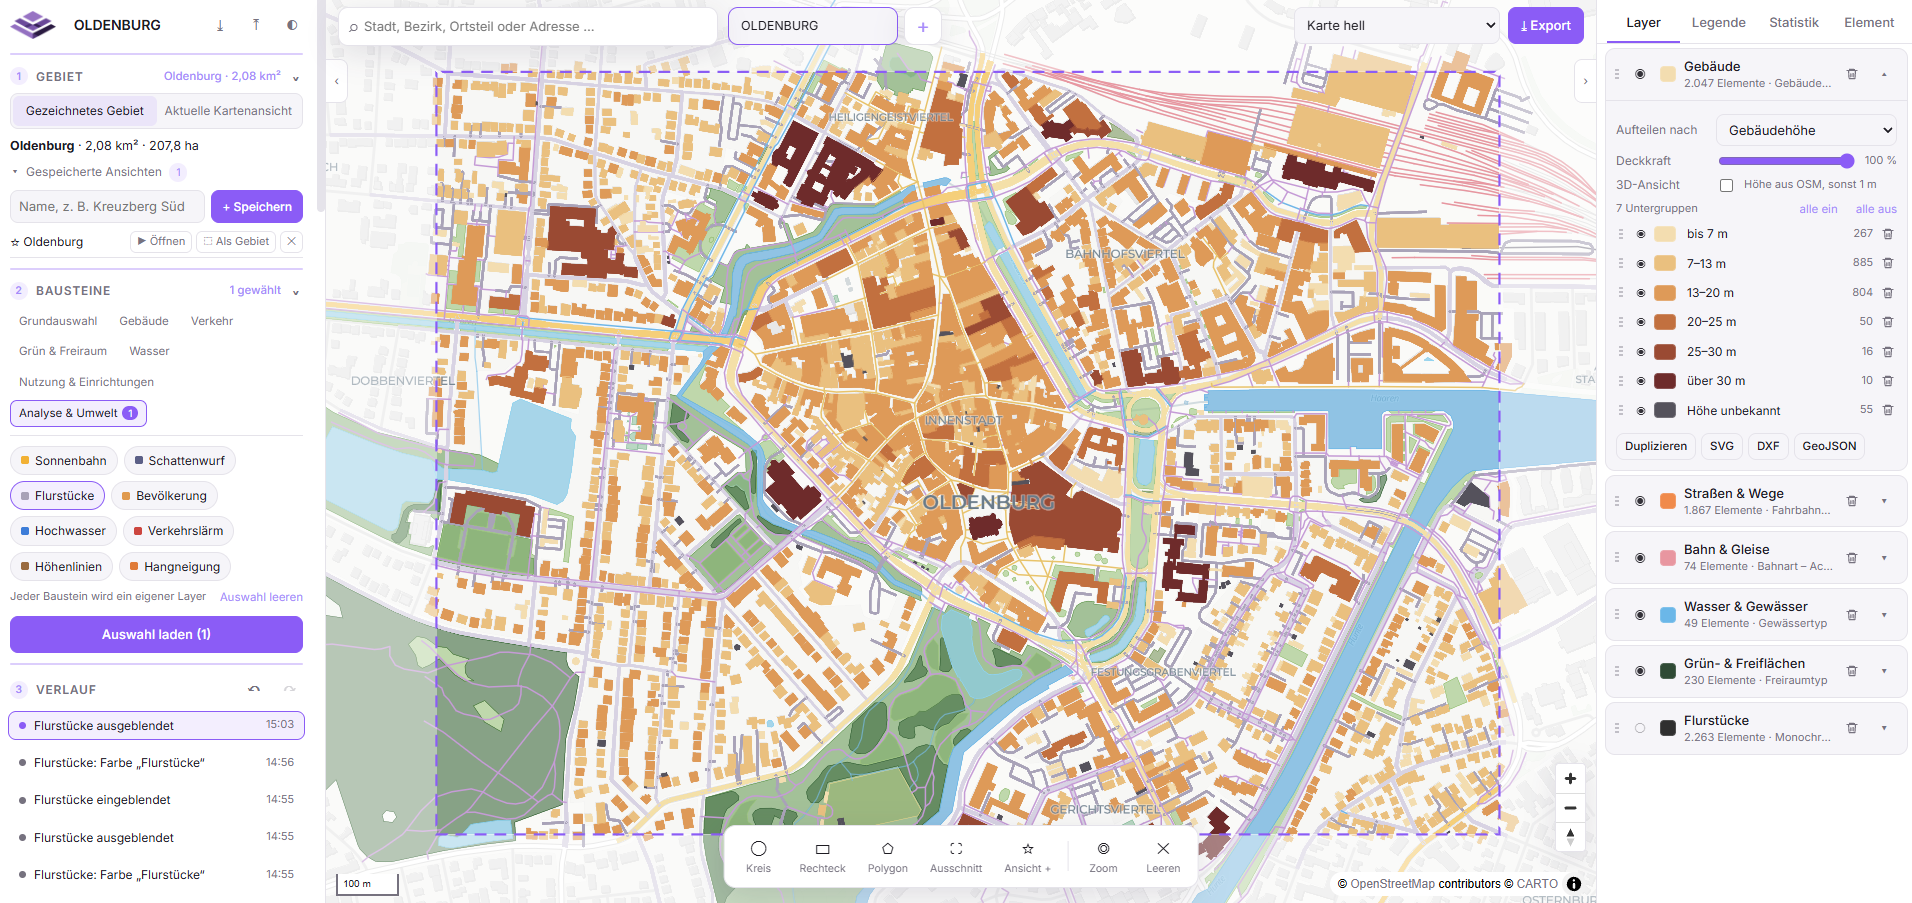 OLDENBURG
1 GEBIET Oldenburg · 2,08 km²
Gezeichnetes Gebiet Aktuelle Kartenansicht
Oldenburg · 2,08 km² · 207,8 ha
Gespeicherte Ansichten 1
Name, z. B. Kreuzberg Süd + Speichern
☆ Oldenburg ▶ Öffnen Als Gebiet ✕
2 BAUSTEINE 1 gewählt
Grundauswahl Gebäude Verkehr
Grün & Freiraum Wasser
Nutzung & Einrichtungen
Analyse & Umwelt 1
Sonnenbahn Schattenwurf
Flurstücke Bevölkerung
Hochwasser Verkehrslärm
Höhenlinien Hangneigung
Jeder Baustein wird ein eigener Layer Auswahl leeren
Auswahl laden (1)
3 VERLAUF
Flurstücke ausgeblendet 15:03
Flurstücke: Farbe „Flurstücke“ 14:56
Flurstücke eingeblendet 14:55
Flurstücke ausgeblendet 14:55
Flurstücke: Farbe „Flurstücke“ 14:55
Stadt, Bezirk, Ortsteil oder Adresse ...
OLDENBURG
+
Karte hell
Export
HEILIGENGEISTVIERTEL
CH
BAHNHOFSVIERTEL
DOBBENVIERTEL
STA
INNENSTADT
OLDENBURG
FESTUNGSGRABENVIERTEL
GERICHTSVIERTEL
OSTERNBUR
Kreis Rechteck Polygon Ausschnitt Ansicht + Zoom Leeren
100 m
© OpenStreetMap contributors © CARTO
Layer Legende Statistik Element
Gebäude
2.047 Elemente · Gebäude...
Aufteilen nach Gebäudehöhe
Deckkraft 100 %
3D-Ansicht Höhe aus OSM, sonst 1 m
7 Untergruppen alle ein alle aus
bis 7 m 267
7–13 m 885
13–20 m 804
20–25 m 50
25–30 m 16
über 30 m 10
Höhe unbekannt 55
Duplizieren SVG DXF GeoJSON
Straßen & Wege
1.867 Elemente · Fahrbahn...
Bahn & Gleise
74 Elemente · Bahnart – Ac...
Wasser & Gewässer
49 Elemente · Gewässertyp
Grün- & Freiflächen
230 Elemente · Freiraumtyp
Flurstücke
2.263 Elemente · Monochr...